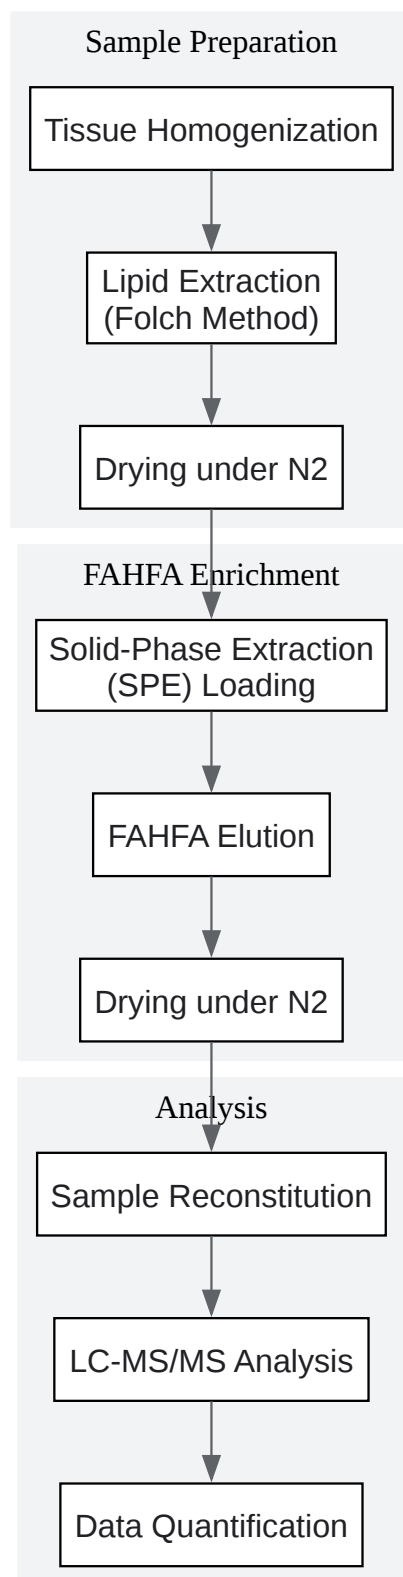 Sample Preparation
Tissue Homogenization
Lipid Extraction
(Folch Method)
Drying under N2
FAHFA Enrichment
Solid-Phase Extraction
(SPE) Loading
FAHFA Elution
Drying under N2
Analysis
Sample Reconstitution
LC-MS/MS Analysis
Data Quantification